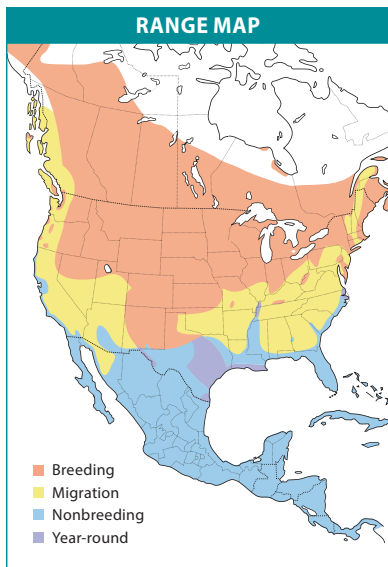 RANGE MAP
Breeding
Migration
Nonbreeding
Year-round